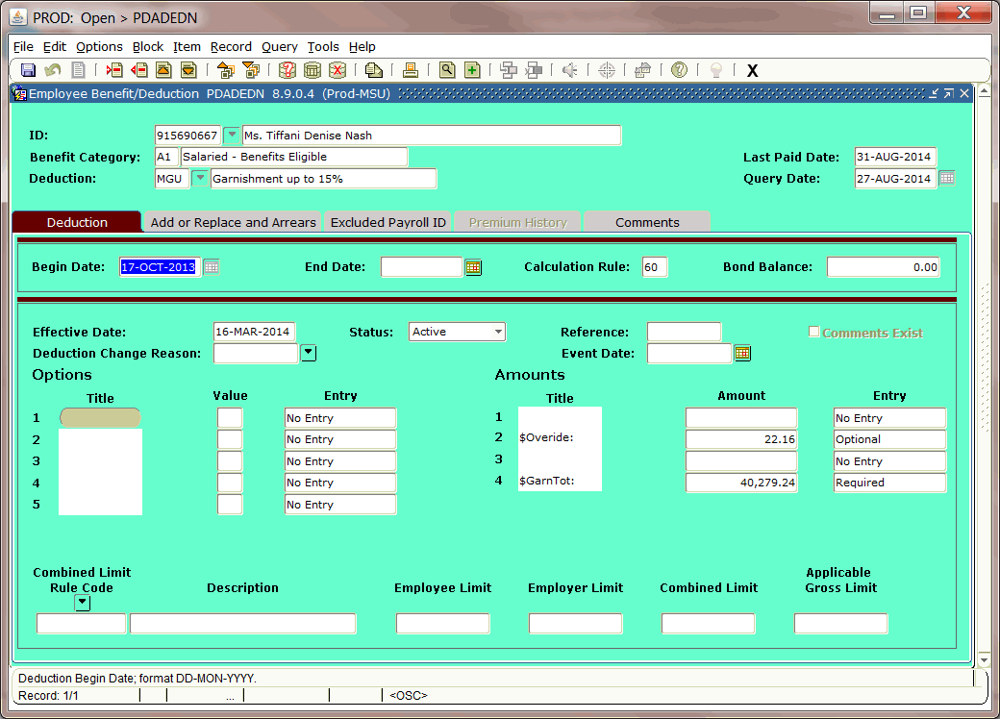 PROD: Open > PDADEDN
File Edit Options Block Item Record Query Tools Help
X
Employee Benefit/Deduction PDADEDN 8.9.0.4 (Prod-MSU)
ID: 915690667 Ms. Tiffani Denise Nash
Benefit Category: A1 Salaried - Benefits Eligible Last Paid Date: 31-AUG-2014
Deduction: MGU Garnishment up to 15% Query Date: 27-AUG-2014
Deduction Add or Replace and Arrears Excluded Payroll ID Premium History Comments
Begin Date: 17-OCT-2013 End Date: Calculation Rule: 60 Bond Balance: 0.00
Effective Date: 16-MAR-2014 Status: Active Reference: Comments Exist
Deduction Change Reason: Event Date:
Options Amounts
Title Value Entry Title Amount Entry
1 No Entry 1 No Entry
2 No Entry 2 $Overide: 22.16 Optional
3 No Entry 3 No Entry
4 No Entry 4 $GarnTot: 40,279.24 Required
5 No Entry
Combined Limit Applicable
Rule Code Description Employee Limit Employer Limit Combined Limit Gross Limit
Deduction Begin Date; format DD-MON-YYYY.
Record: 1/1 ... <OSC>